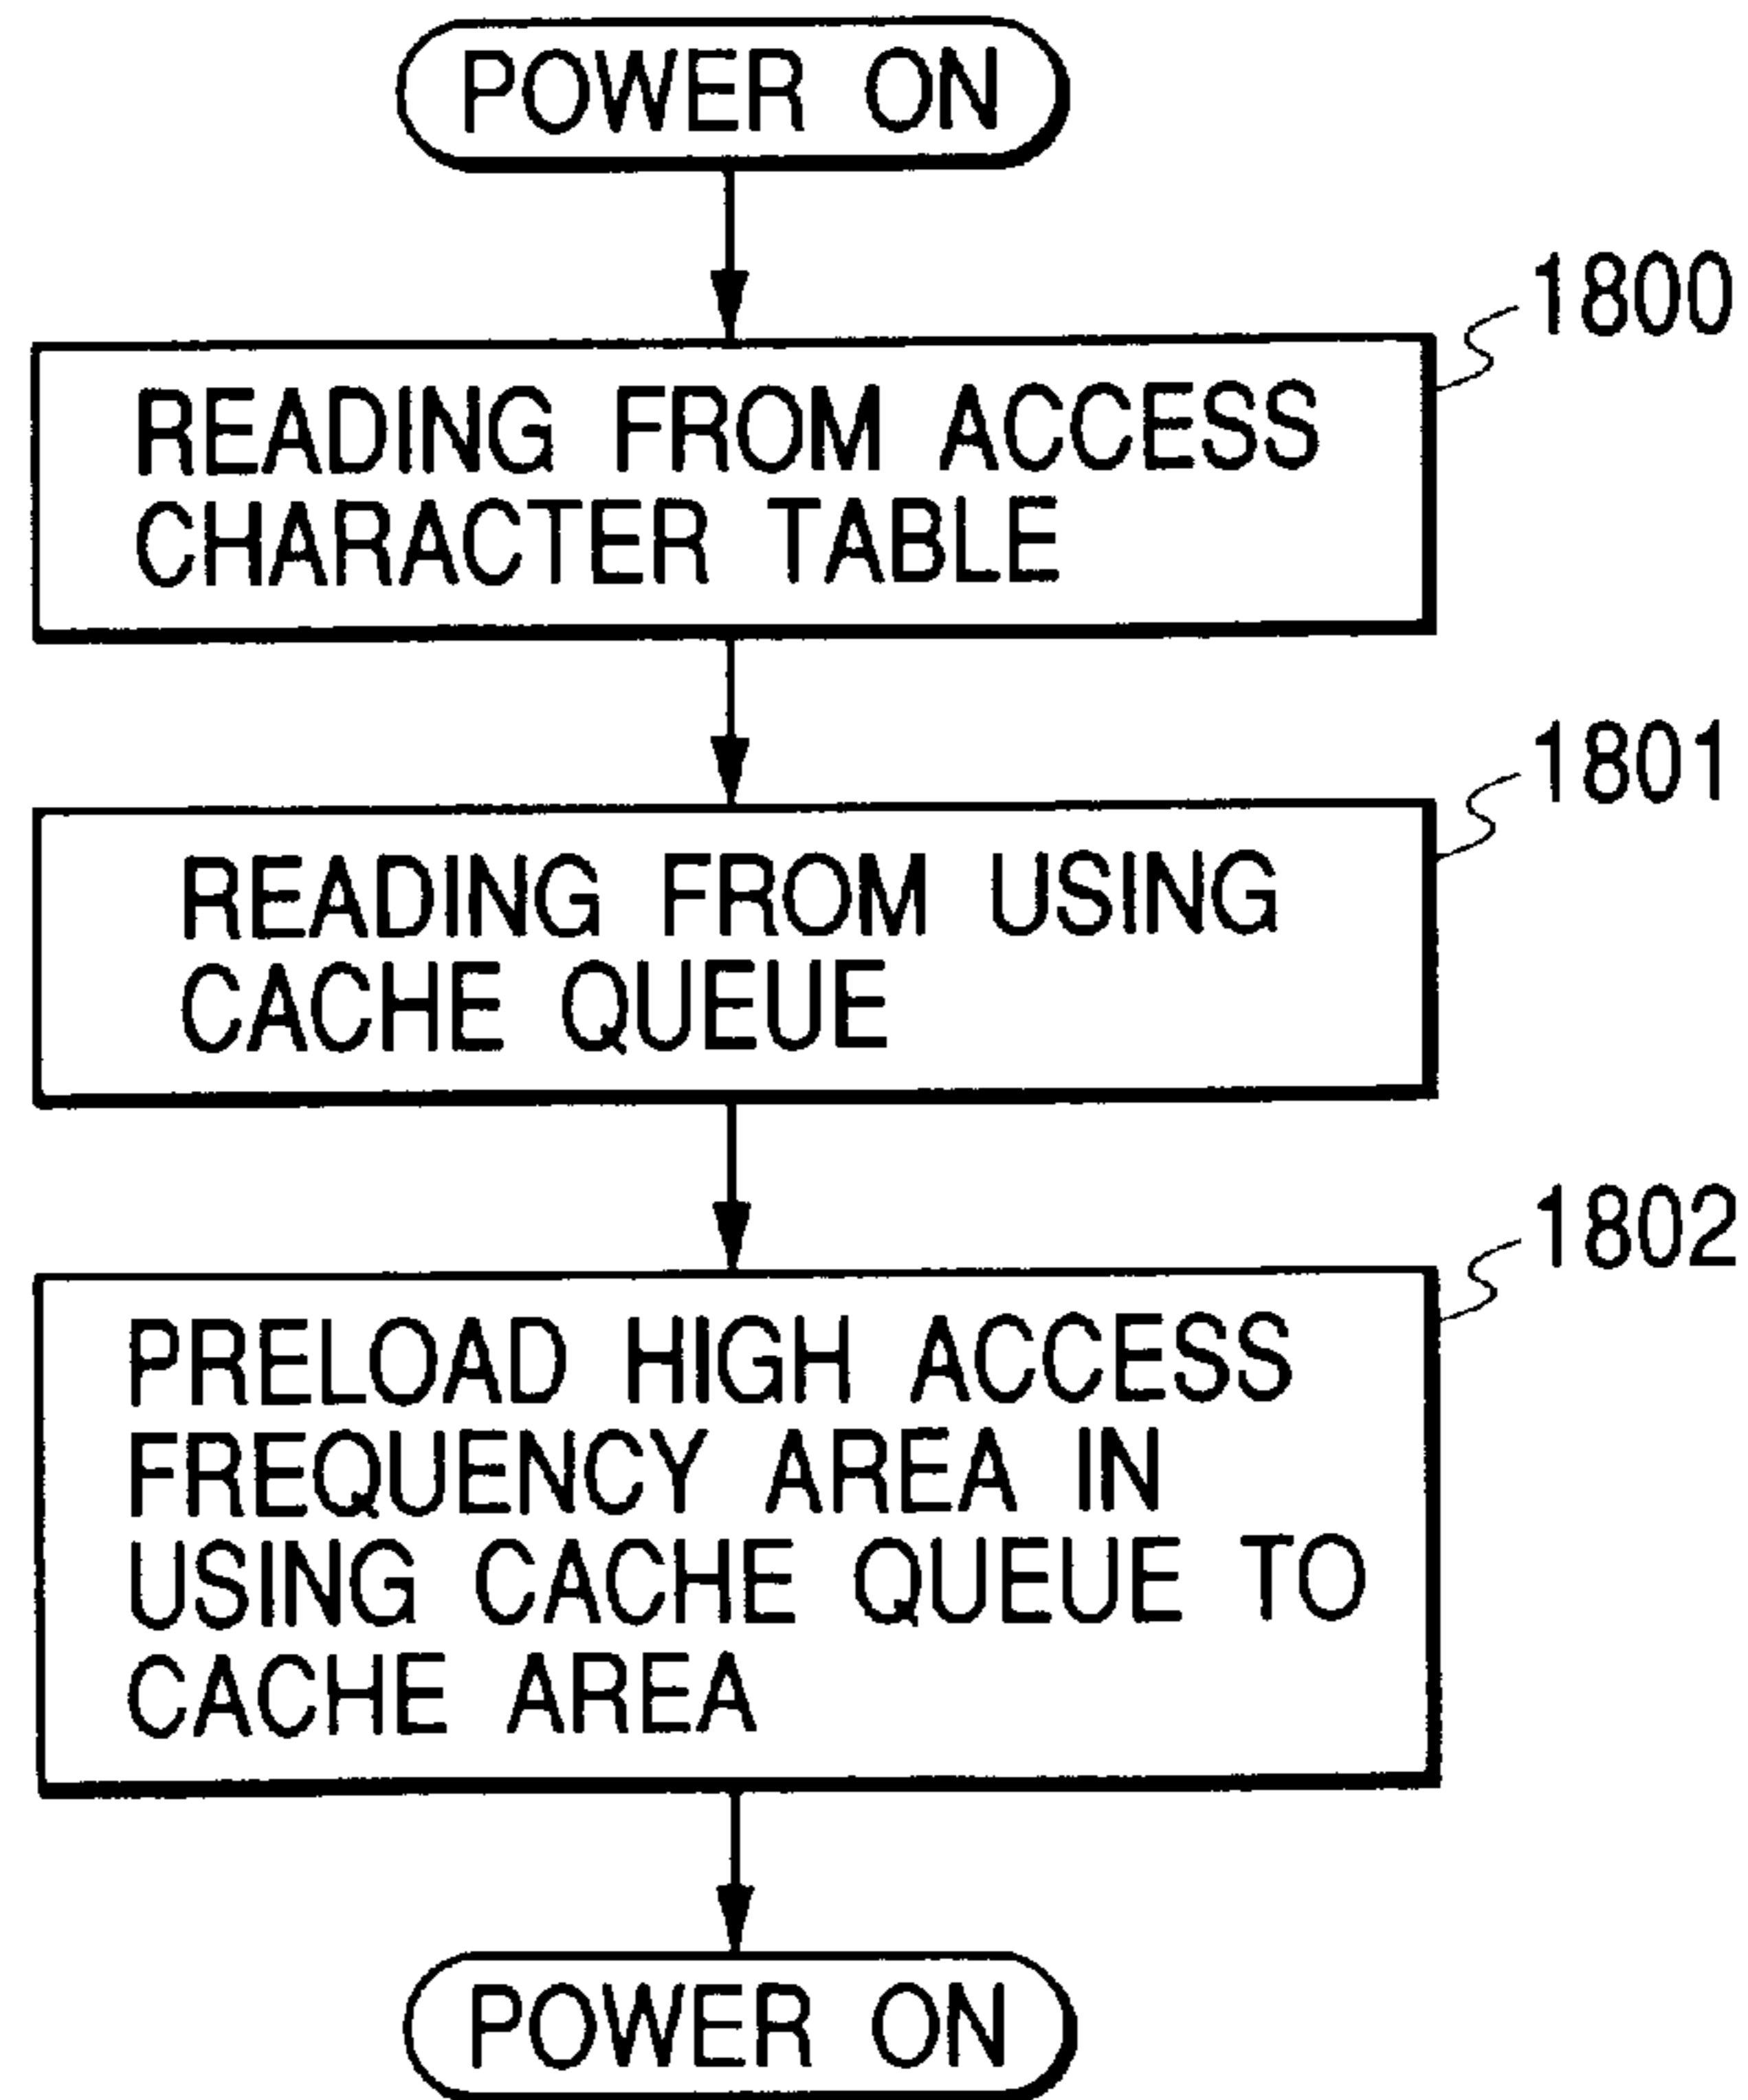 POWER ON
1800
READING FROM ACCESS
CHARACTER TABLE
1801
READING FROM USING
CACHE QUEUE
1802
PRELOAD HIGH ACCESS
FREQUENCY AREA IN
USING CACHE QUEUE TO
CACHE AREA
POWER ON